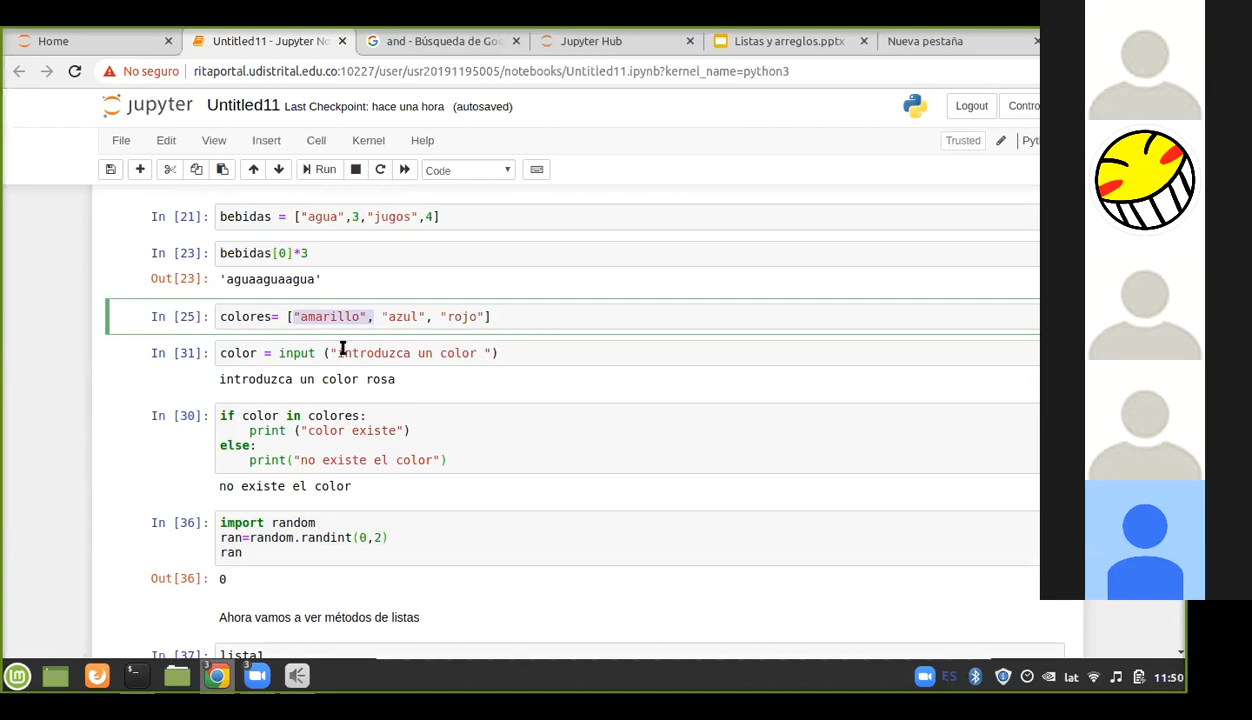 Home
Untitled11 - Jupyter No
and - Búsqueda de Goo
Jupyter Hub
Listas y arreglos.pptx
Nueva pestaña
No seguro
ritaportal.udistrital.edu.co:10227/user/usr20191195005/notebooks/Untitled11.ipynb?kernel_name=python3
jupyter Untitled11 Last Checkpoint: hace una hora (autosaved)
Logout
Contro
File Edit View Insert Cell Kernel Help
Trusted
Pyt
Run
Code
In [21]: bebidas = ["agua",3,"jugos",4]
In [23]: bebidas[0]*3
Out[23]: 'aguaaguaagua'
In [25]: colores= ["amarillo", "azul", "rojo"]
In [31]: color = input ("introduzca un color ")
introduzca un color rosa
In [30]: if color in colores:
print ("color existe")
else:
print("no existe el color")
no existe el color
In [36]: import random
ran=random.randint(0,2)
ran
Out[36]: 0
Ahora vamos a ver métodos de listas
In [37]: lista1
3
3
ES
lat
11:50